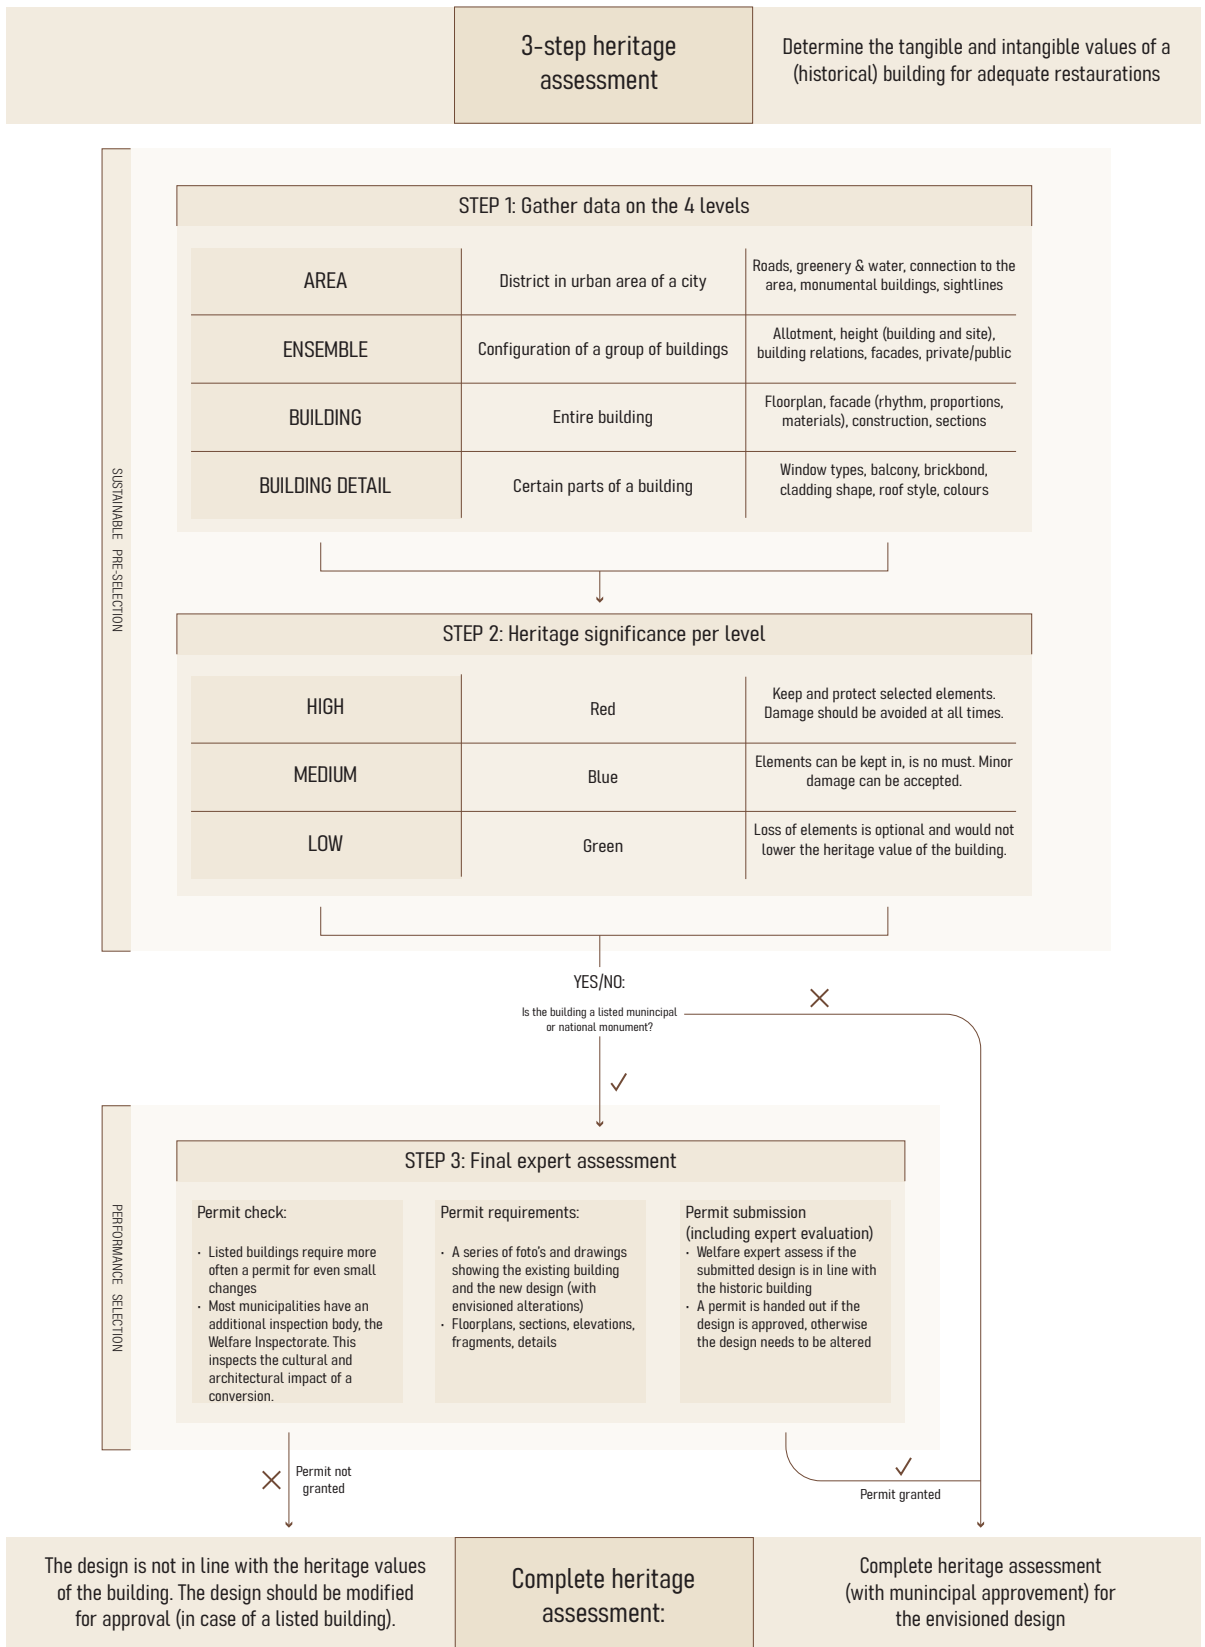 3-step heritage
assessment
Determine the tangible and intangible values of a
(historical) building for adequate restaurations
SUSTAINABLE PRE-SELECTION
STEP 1: Gather data on the 4 levels
AREA
District in urban area of a city
Roads, greenery & water, connection to the
area, monumental buildings, sightlines
ENSEMBLE
Configuration of a group of buildings
Allotment, height (building and site),
building relations, facades, private/public
BUILDING
Entire building
Floorplan, facade (rhythm, proportions,
materials), construction, sections
BUILDING DETAIL
Certain parts of a building
Window types, balcony, brickbond,
cladding shape, roof style, colours
STEP 2: Heritage significance per level
HIGH
Red
Keep and protect selected elements.
Damage should be avoided at all times.
MEDIUM
Blue
Elements can be kept in, is no must. Minor
damage can be accepted.
LOW
Green
Loss of elements is optional and would not
lower the heritage value of the building.
YES/NO:
Is the building a listed munincipal
or national monument?
PERFORMANCE SELECTION
STEP 3: Final expert assessment
Permit check:
· Listed buildings require more
often a permit for even small
changes
· Most municipalities have an
additional inspection body, the
Welfare Inspectorate. This
inspects the cultural and
architectural impact of a
conversion.
Permit requirements:
· A series of foto's and drawings
showing the existing building
and the new design (with
envisioned alterations)
· Floorplans, sections, elevations,
fragments, details
Permit submission
(including expert evaluation)
· Welfare expert assess if the
submitted design is in line with
the historic building
· A permit is handed out if the
design is approved, otherwise
the design needs to be altered
Permit not
granted
Permit granted
The design is not in line with the heritage values
of the building. The design should be modified
for approval (in case of a listed building).
Complete heritage
assessment:
Complete heritage assessment
(with munincipal approvement) for
the envisioned design